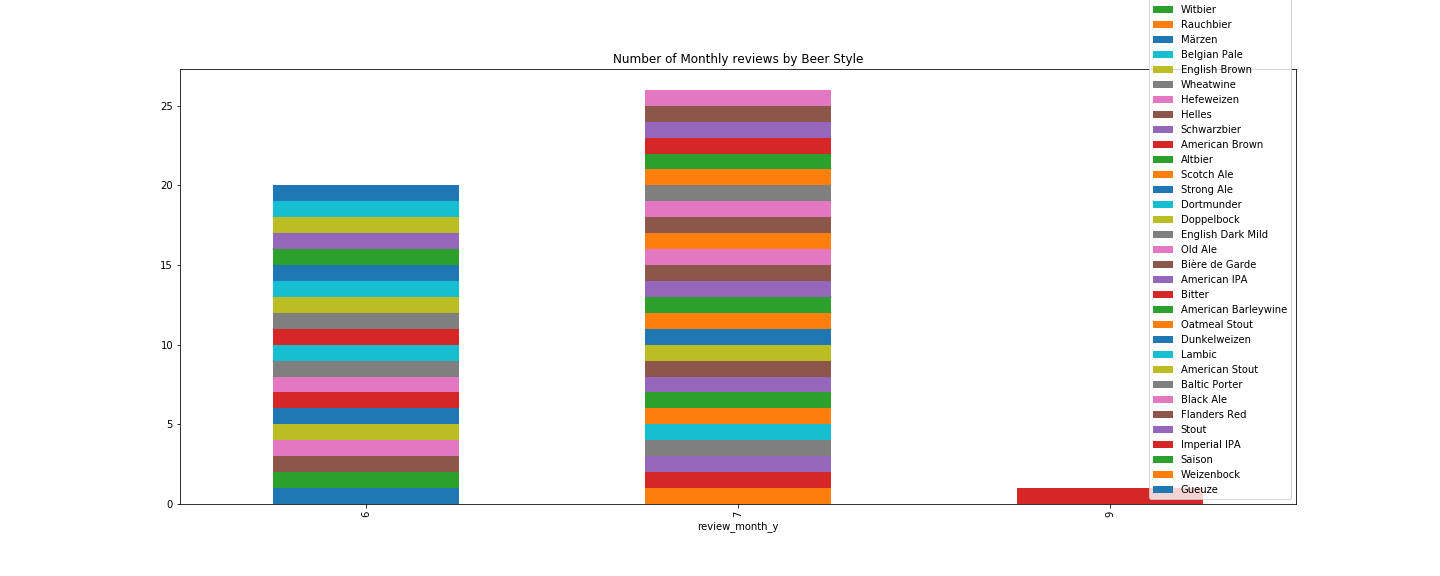 Witbier
Rauchbier
Märzen
Number of Monthly reviews by Beer Style
Belgian Pale
English Brown
Wheatwine
Hefeweizen
Helles
Schwarzbier
American Brown
Altbier
Scotch Ale
Strong Ale
Dortmunder
Doppelbock
English Dark Mild
Old Ale
Bière de Garde
American IPA
Bitter
American Barleywine
Oatmeal Stout
Dunkelweizen
Lambic
American Stout
Baltic Porter
Black Ale
Flanders Red
Stout
Imperial IPA
Saison
Weizenbock
Gueuze
25
20
15
10
5
0
6
7
9
review_month_y